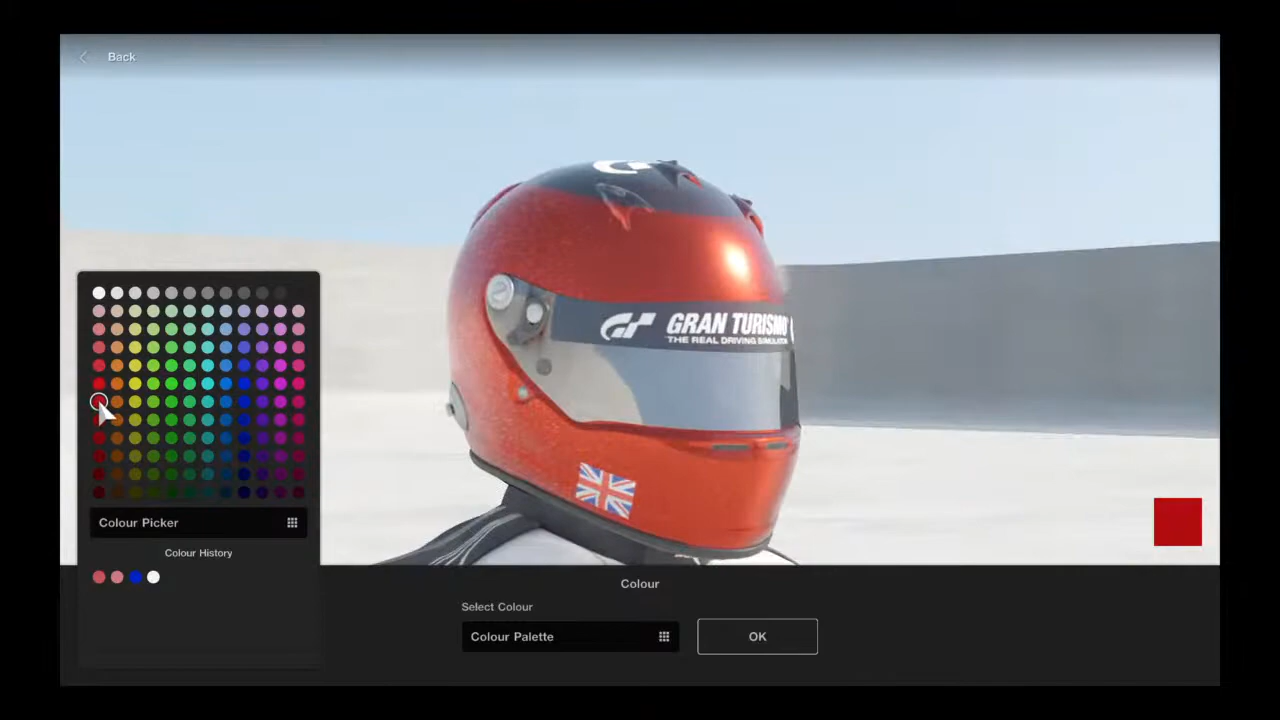 Back
GRAN TURISMO
THE REAL DRIVING SIMULATOR
Colour Picker
Colour History
Colour
Select Colour
Colour Palette
OK